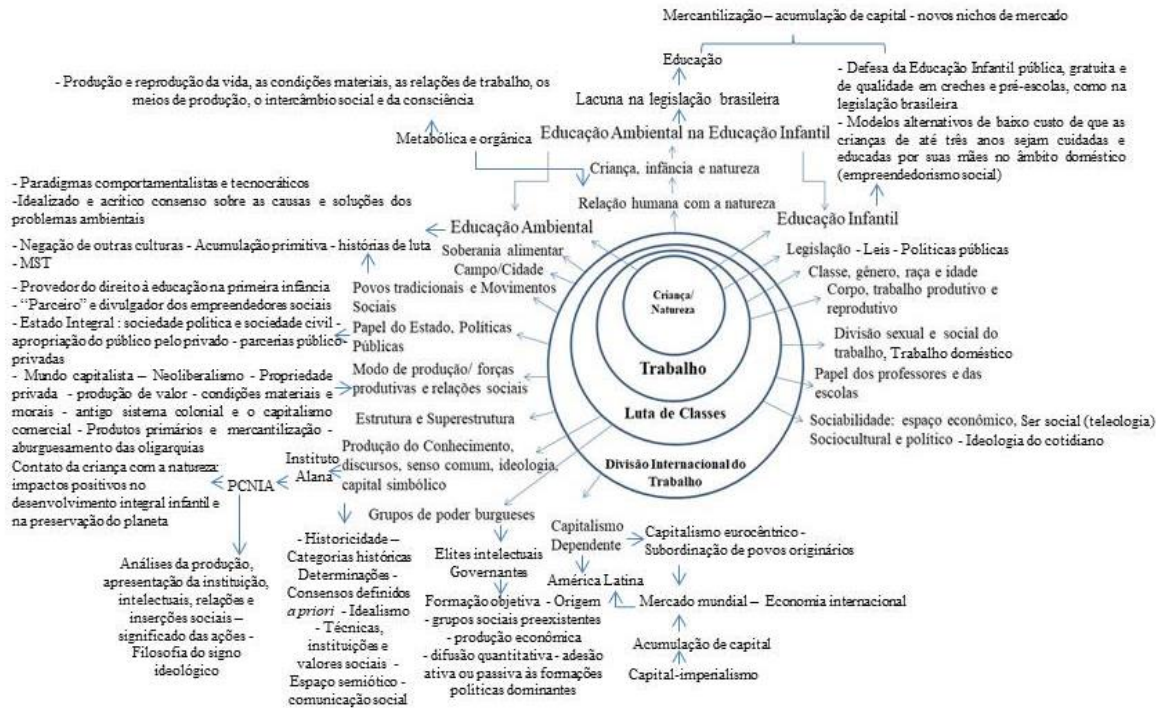 Mercantilização – acumulação de capital - novos nichos de mercado
Educação
Lacuna na legislação brasileira
Educação Ambiental na Educação Infantil
Criança, infância e natureza
Relação humana com a natureza
- Produção e reprodução da vida, as condições materiais, as relações de trabalho, os
meios de produção, o intercâmbio social e da consciência
Metabólica e orgânica
- Defesa da Educação Infantil pública, gratuita e
de qualidade em creches e pré-escolas, como na
legislação brasileira
- Modelos alternativos de baixo custo de que as
crianças de até três anos sejam cuidadas e
educadas por suas mães no âmbito doméstico
(empreendedorismo social)
Educação Infantil
- Paradigmas comportamentalistas e tecnocráticos
-Idealizado e acrítico consenso sobre as causas e soluções dos
problemas ambientais
Educação Ambiental
- Negação de outras culturas - Acumulação primitiva - histórias de luta
- MST
Soberania alimentar
Campo/Cidade
Povos tradicionais e Movimentos
Sociais
- Provedor do direito à educação na primeira infância
- “Parceiro” e divulgador dos empreendedores sociais
- Estado Integral : sociedade política e sociedade civil -
apropriação do público pelo privado - parcerias público-
privadas
Papel do Estado, Políticas
Públicas
- Mundo capitalista – Neoliberalismo - Propriedade
privada - produção de valor - condições materiais e
morais - antigo sistema colonial e o capitalismo
comercial - Produtos primários e mercantilização -
aburguesamento das oligarquias
Modo de produção/ forças
produtivas e relações sociais
Estrutura e Superestrutura
Produção do Conhecimento,
discursos, senso comum, ideologia,
capital simbólico
Instituto
Alana
PCNIA
Contato da criança com a natureza:
impactos positivos no
desenvolvimento integral infantil e
na preservação do planeta
Análises da produção,
apresentação da instituição,
intelectuais, relações e
inserções sociais –
significado das ações -
Filosofia do signo
ideológico
- Historicidade –
Categorias históricas
Determinações -
Consensos definidos
a priori - Idealismo
- Técnicas,
instituições e
valores sociais -
Espaço semiótico -
comunicação social
Grupos de poder burgueses
Elites intelectuais
Governantes
Formação objetiva - Origem
- grupos sociais preexistentes
- produção econômica
- difusão quantitativa - adesão
ativa ou passiva às formações
políticas dominantes
Capitalismo
Dependente
América Latina
Capitalismo eurocêntrico -
Subordinação de povos originários
Mercado mundial – Economia internacional
Acumulação de capital
Capital-imperialismo
Criança/
Natureza
Trabalho
Luta de Classes
Divisão Internacional do
Trabalho
Legislação - Leis - Políticas públicas
Classe, gênero, raça e idade
Corpo, trabalho produtivo e
reprodutivo
Divisão sexual e social do
trabalho, Trabalho doméstico
Papel dos professores e das
escolas
Sociabilidade: espaço econômico, Ser social (teleologia)
Sociocultural e político - Ideologia do cotidiano